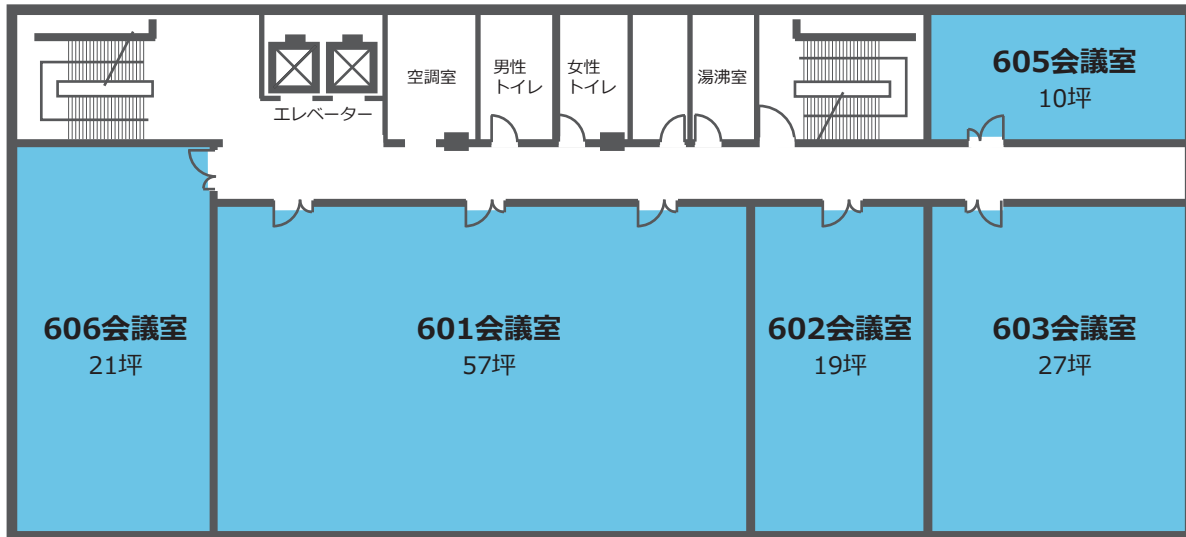 空調室
男性
トイレ
女性
トイレ
湯沸室
エレベーター
605会議室
10坪
606会議室
21坪
601会議室
57坪
602会議室
19坪
603会議室
27坪